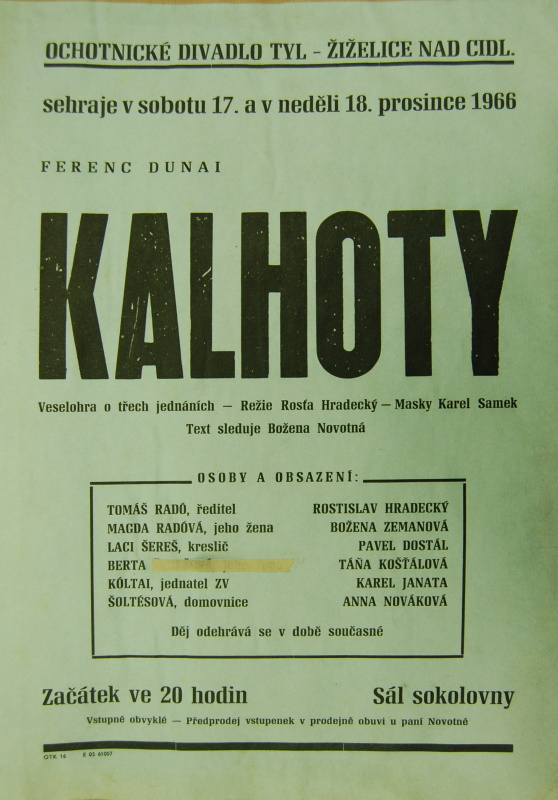 OCHOTNICKÉ DIVADLO TYL – ŽIŽELICE NAD CIDL.
sehraje v sobotu 17. a v neděli 18. prosince 1966
FERENC DUNAI
KALHOTY
Veselohra o třech jednáních — Režie Rosťa Hradecký — Masky Karel Samek
Text sleduje Božena Novotná
OSOBY A OBSAZENÍ:
TOMÁŠ RADÓ, ředitel ROSTISLAV HRADECKÝ
MAGDA RADÓVÁ, jeho žena BOŽENA ZEMANOVÁ
LACI ŠEREŠ, kreslič PAVEL DOSTÁL
BERTA TÁŇA KOŠŤÁLOVÁ
KÓLTAI, jednatel ZV KAREL JANATA
ŠOLTÉSOVÁ, domovnice ANNA NOVÁKOVÁ
Děj odehrává se v době současné
Začátek ve 20 hodin Sál sokolovny
Vstupné obvyklé — Předprodej vstupenek v prodejně obuvi u paní Novotné
OTK 16 E 05 61057